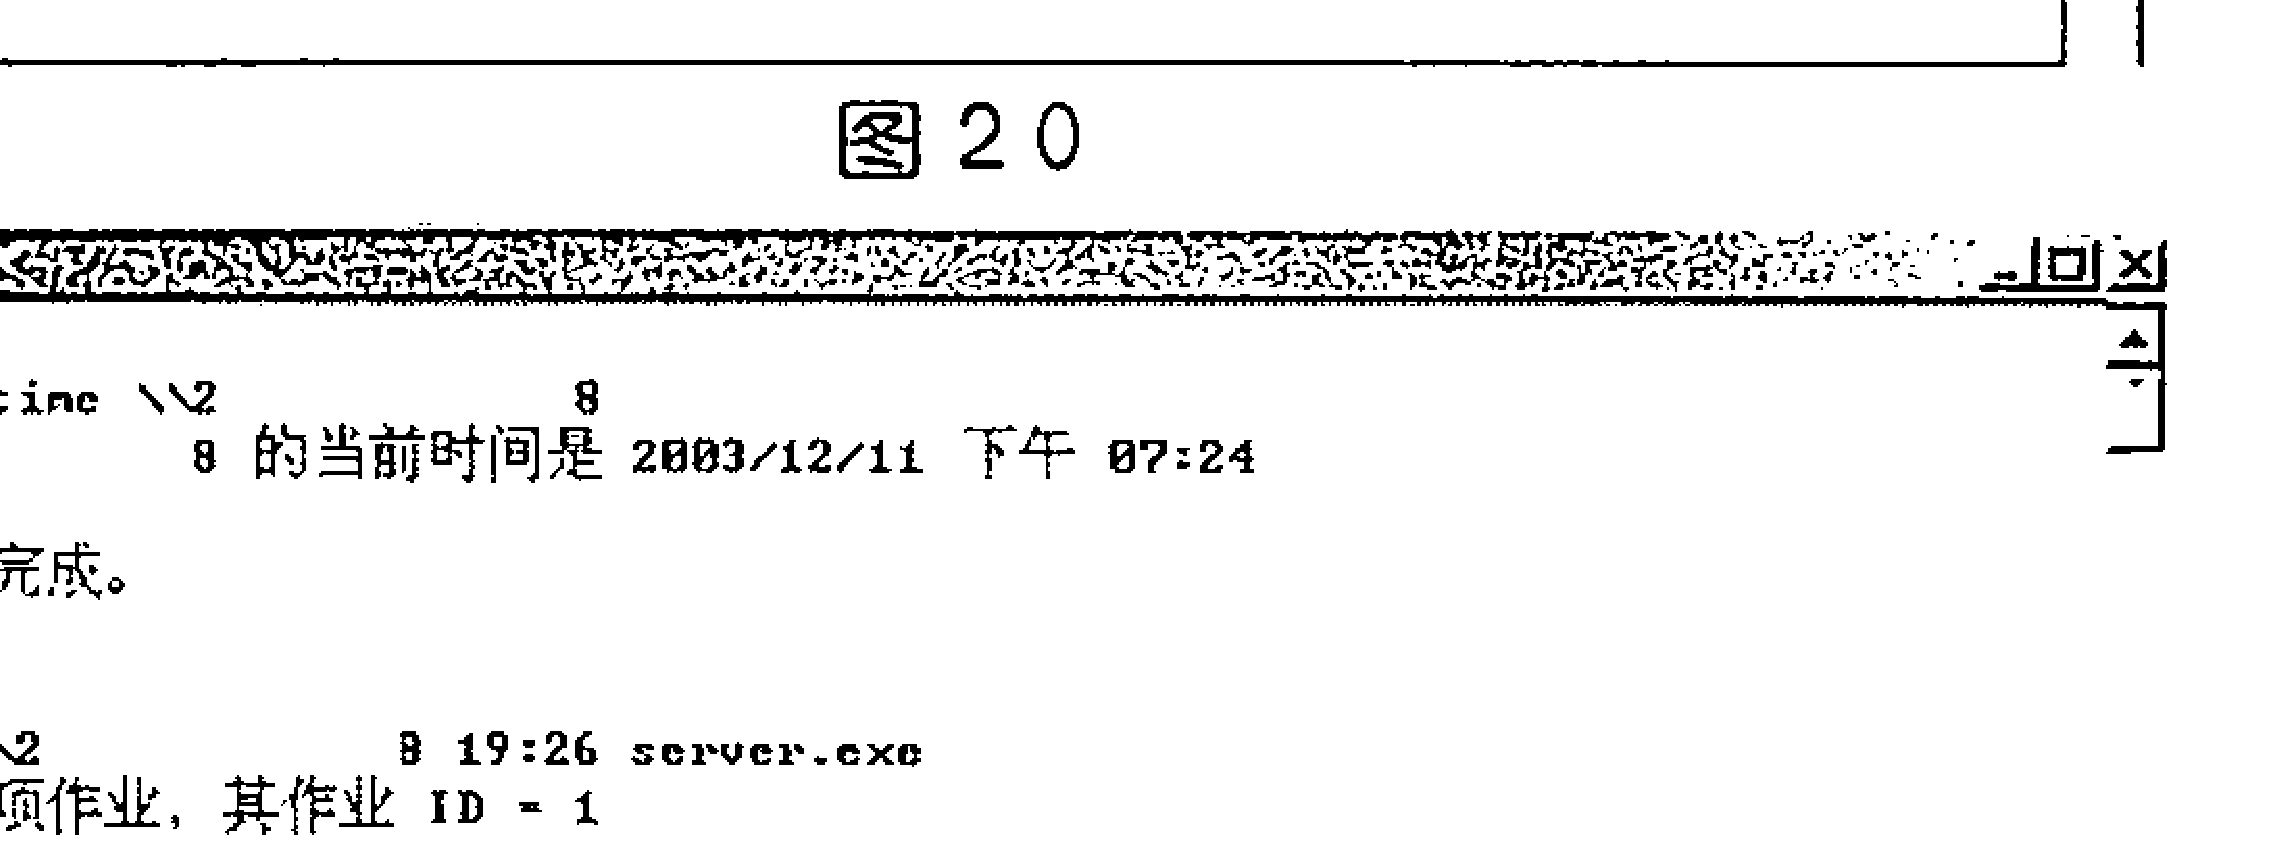 图20
time \\2 8
8 的当前时间是 2003/12/11 下午 07:24
完成。
\2 8 19:26 server.exe
项作业, 其作业 ID = 1